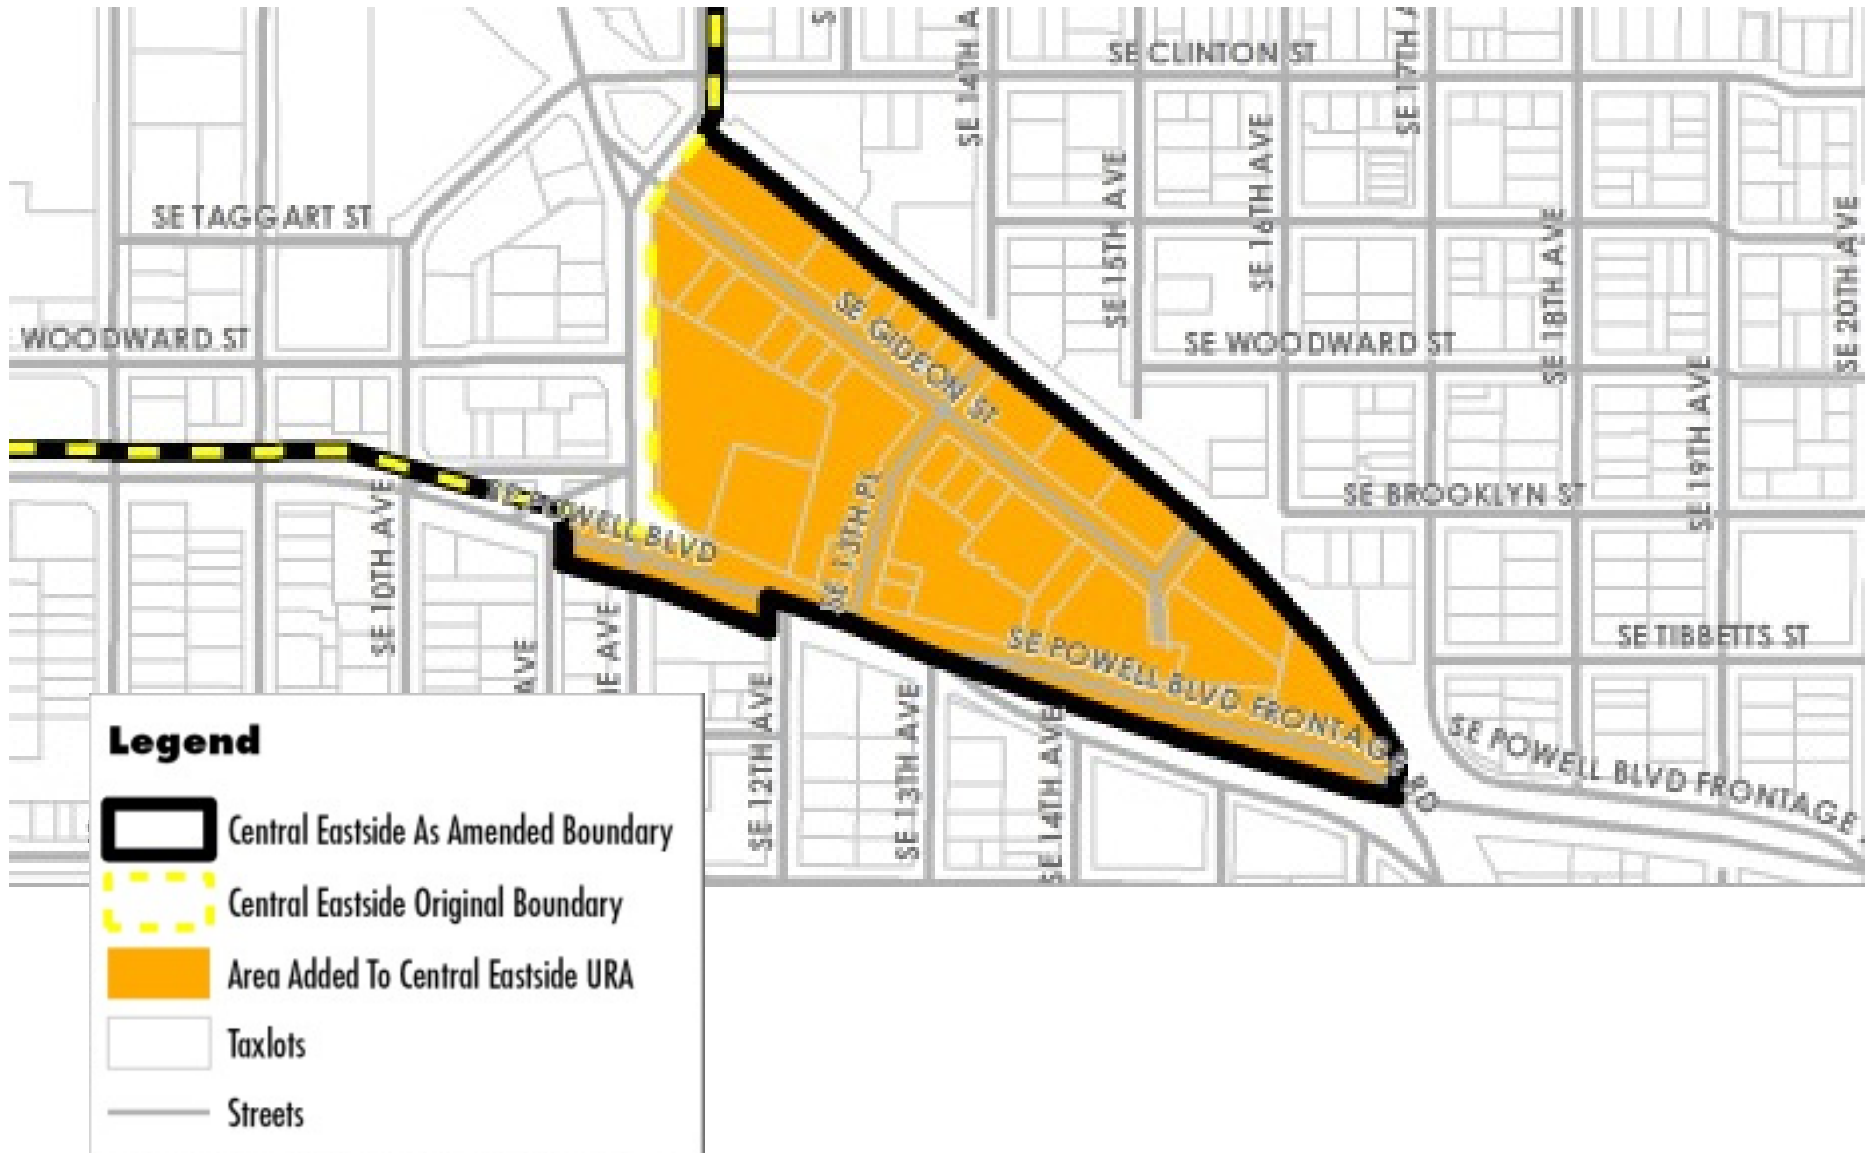 SE CLINTON ST
SE 14TH A
SE 17TH A
S
SE 15TH AVE
SE 16TH AVE
SE TAGGART ST
SE 18TH AVE
SE 20TH AVE
WOODWARD ST
SE GIDEON ST
SE WOODWARD ST
SE 19TH AVE
SE BROOKLYN ST
SE POWELL BLVD
SE 10TH AVE
SE 13TH PL
AVE
NE AVE
SE POWELL BLVD FRONTAGE RD
SE TIBBETTS ST
SE 12TH AVE
SE 13TH AVE
SE 14TH AVE
SE POWELL BLVD FRONTAGE
Legend
Central Eastside As Amended Boundary
Central Eastside Original Boundary
Area Added To Central Eastside URA
Taxlots
Streets